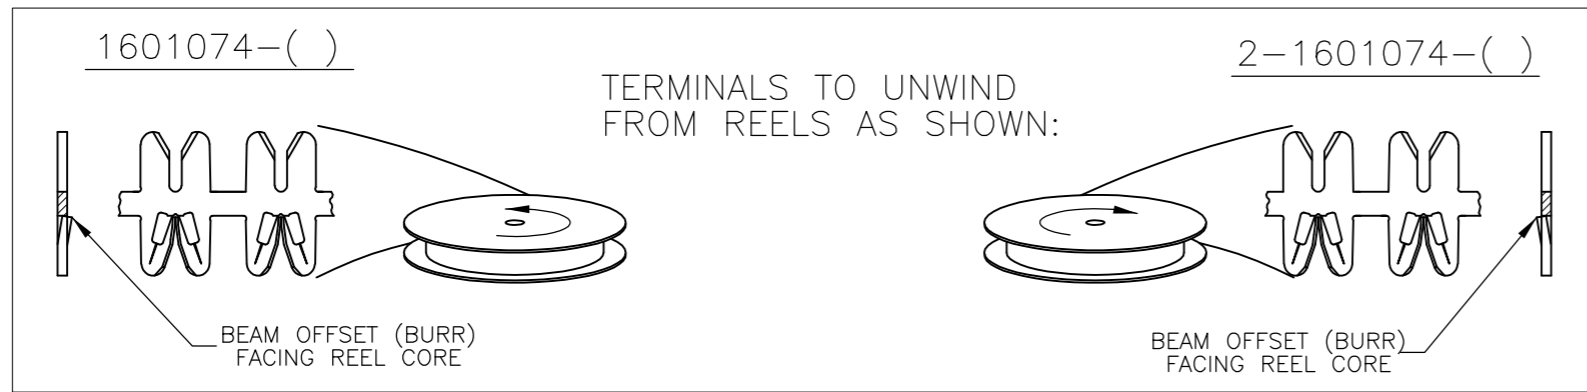 1601074-( )
2-1601074-( )
TERMINALS TO UNWIND
FROM REELS AS SHOWN:
BEAM OFFSET (BURR)
FACING REEL CORE
BEAM OFFSET (BURR)
FACING REEL CORE